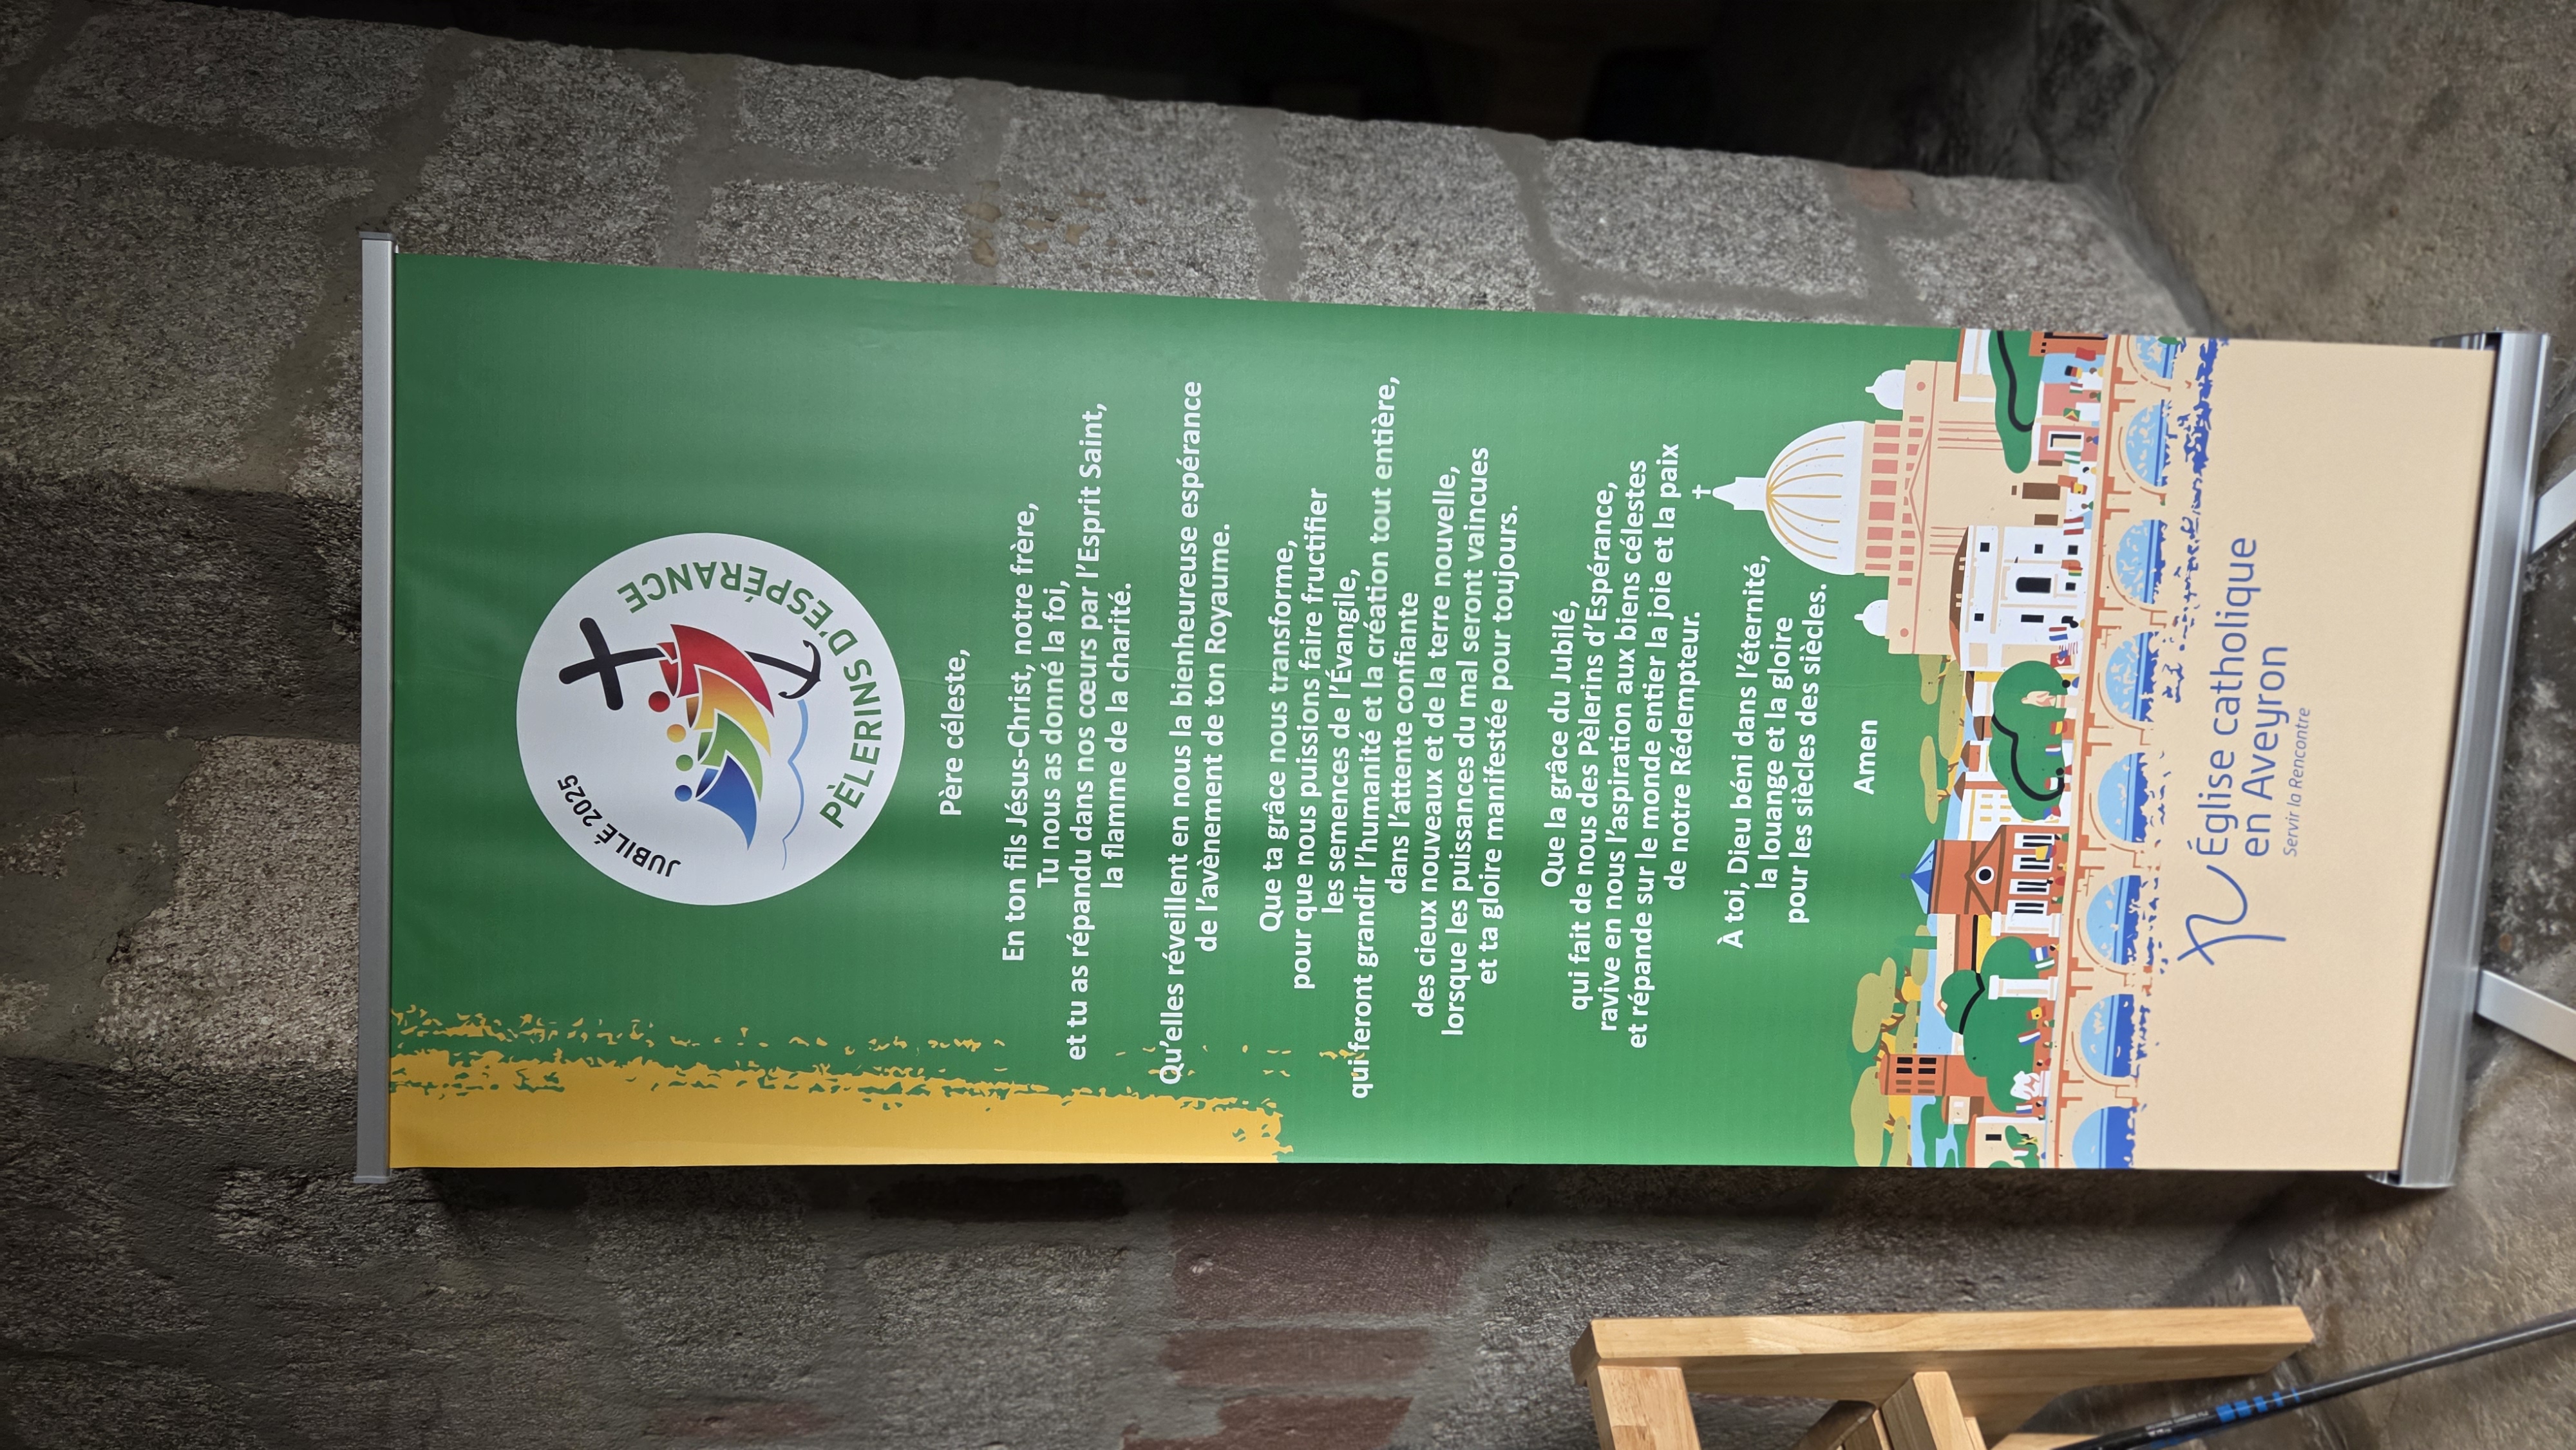 JUBILÉ 2025
PÈLERINS D'ESPÉRANCE
Père céleste,
En ton fils Jésus-Christ, notre frère,
Tu nous as donné la foi,
et tu as répandu dans nos cœurs par l'Esprit Saint,
la flamme de la charité.
Qu'elles réveillent en nous la bienheureuse espérance
de l'avènement de ton Royaume.
Que ta grâce nous transforme,
pour que nous puissions faire fructifier
les semences de l'Évangile,
qui feront grandir l'humanité et la création tout entière,
dans l'attente confiante
des cieux nouveaux et de la terre nouvelle,
lorsque les puissances du mal seront vaincues
et ta gloire manifestée pour toujours.
Que la grâce du Jubilé,
qui fait de nous des Pèlerins d'Espérance,
ravive en nous l'aspiration aux biens célestes
et répande sur le monde entier la joie et la paix
de notre Rédempteur.
À toi, Dieu béni dans l'éternité,
la louange et la gloire
pour les siècles des siècles.
Amen
Église catholique
en Aveyron
Servir la Rencontre